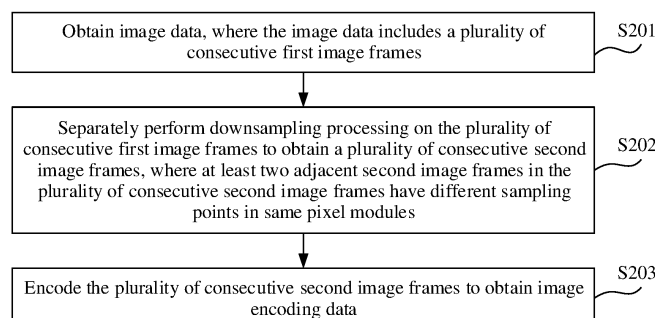 Obtain image data, where the image data includes a plurality of
consecutive first image frames
S201
Separately perform downsampling processing on the plurality of
consecutive first image frames to obtain a plurality of consecutive second
image frames, where at least two adjacent second image frames in the
plurality of consecutive second image frames have different sampling
points in same pixel modules
S202
Encode the plurality of consecutive second image frames to obtain image
encoding data
S203